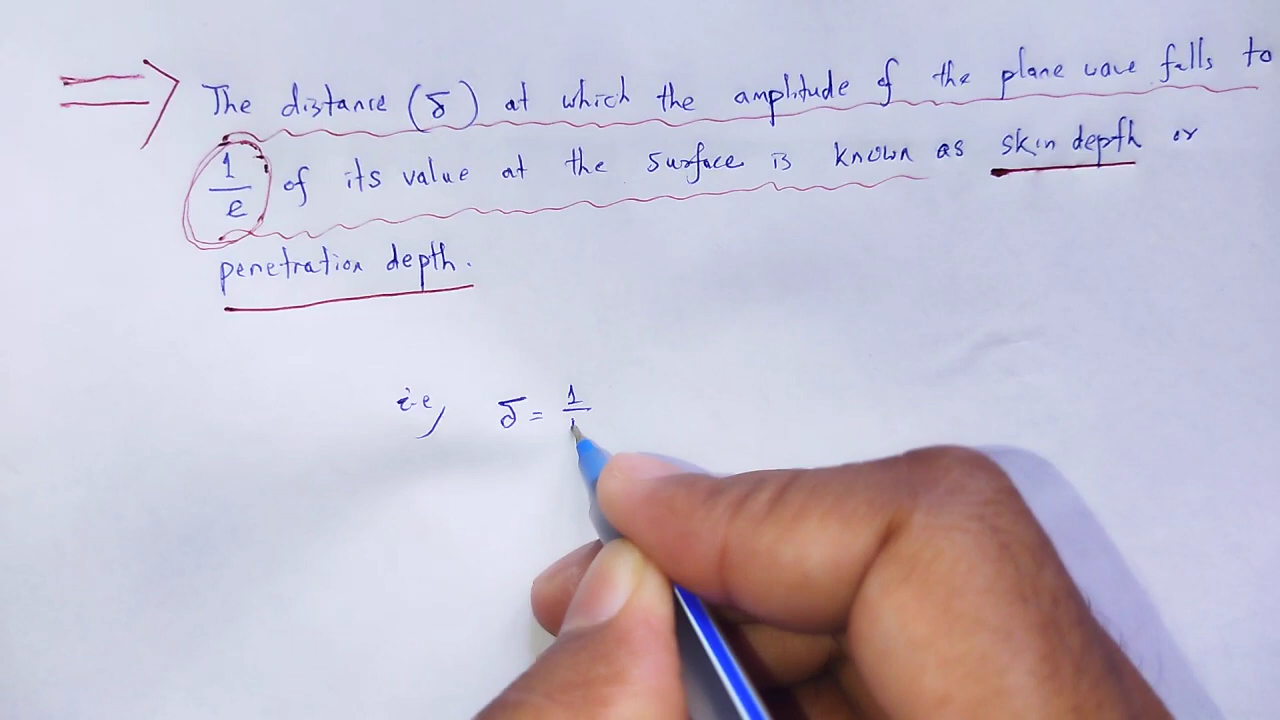 ⇒ The distance (δ) at which the amplitude of the plane wave falls to
1/e of its value at the surface is known as skin depth or
penetration depth.
i.e, δ = 1/